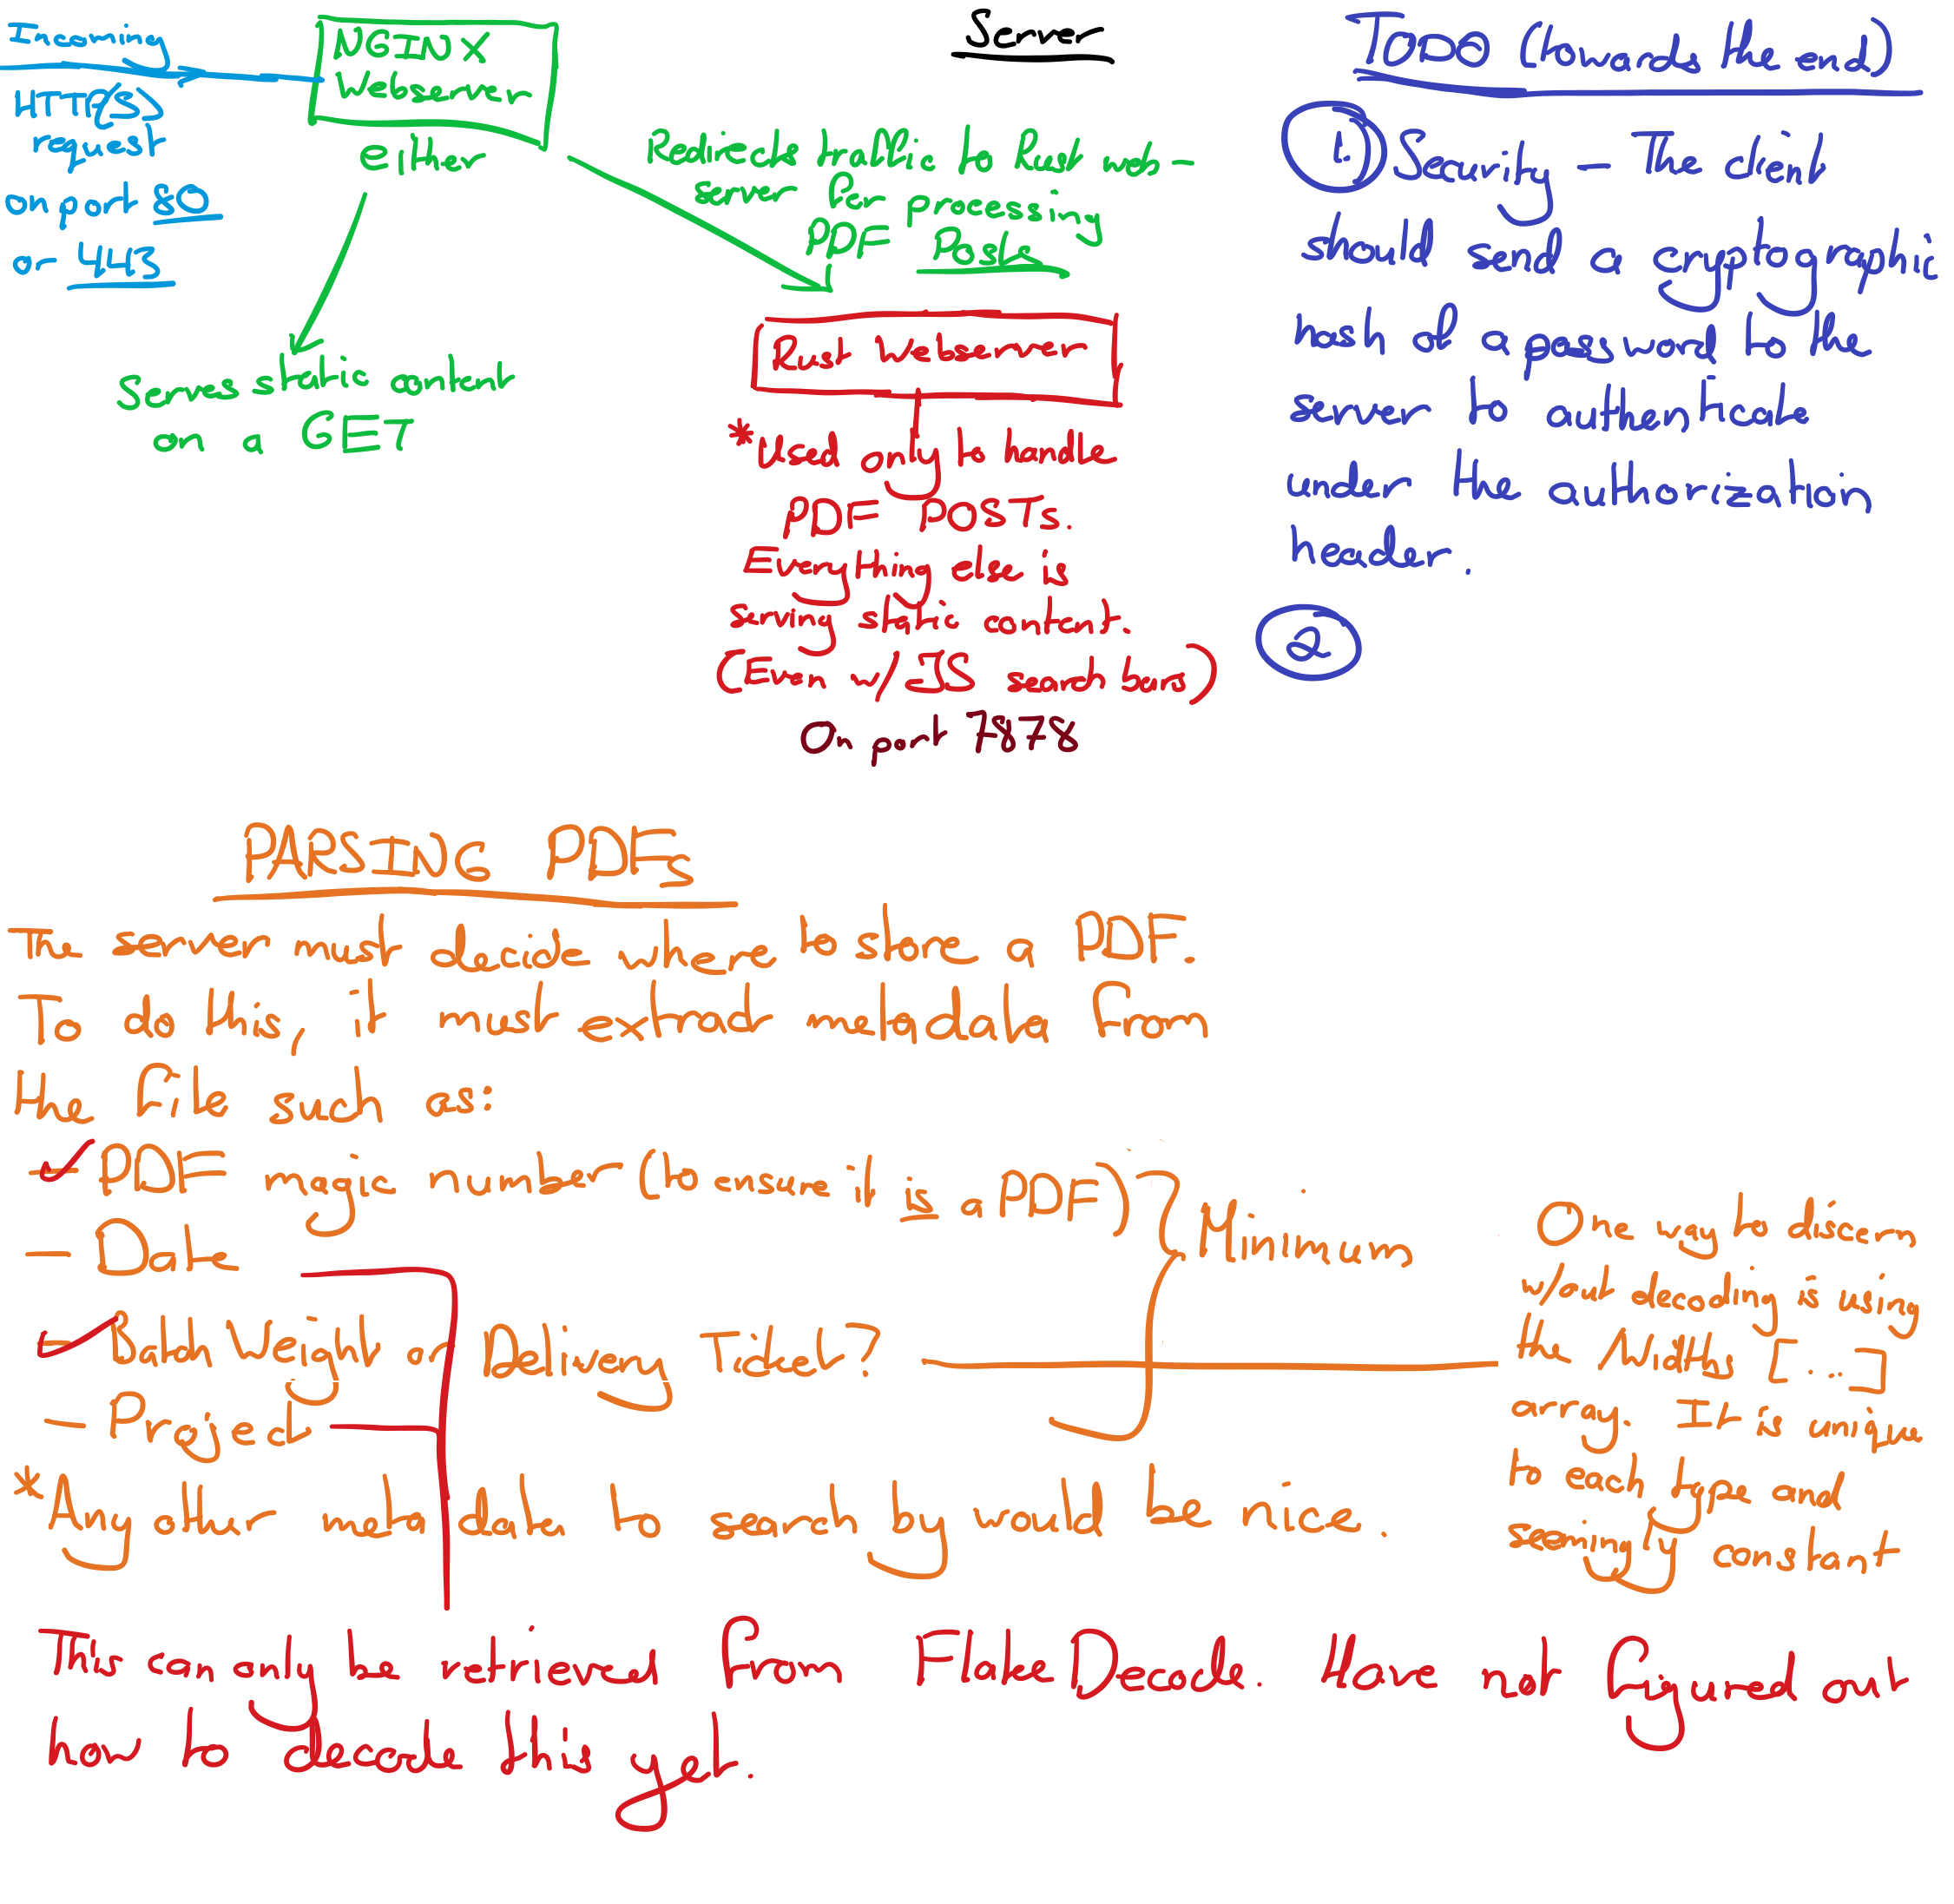 Server
Incoming
HTTP(S)
request
on port 80
or 443
NGINX
Webserver
either
Serves static content
on a GET
Redirects traffic to Rust web-
server for processing
PDF Posts
Rust Webserver
*Used only to handle
PDF POSTs.
Everything else is
serving static content.
(Even w/ JS search bars)
On port 7878
TODO (towards the end)
1. Security - The client
should send a cryptographic
hash of a password to the
server to authenticate
under the authorization
header.
2
PARSING PDFs
The server must decide where to store a PDF.
To do this, it must extract metadata from
the file such as:
- PDF magic number (to ensure it is a PDF)
- Date
- Batch Weight or Delivery Ticket?
- Project
Minimum
* Any other metadata to search by would be nice.
One way to discern
w/out decoding is using
the Widths [...]
array. It is unique
to each type and
seemingly constant
This can only be retrieved from FlateDecode. Have not figured out
how to decode this yet.